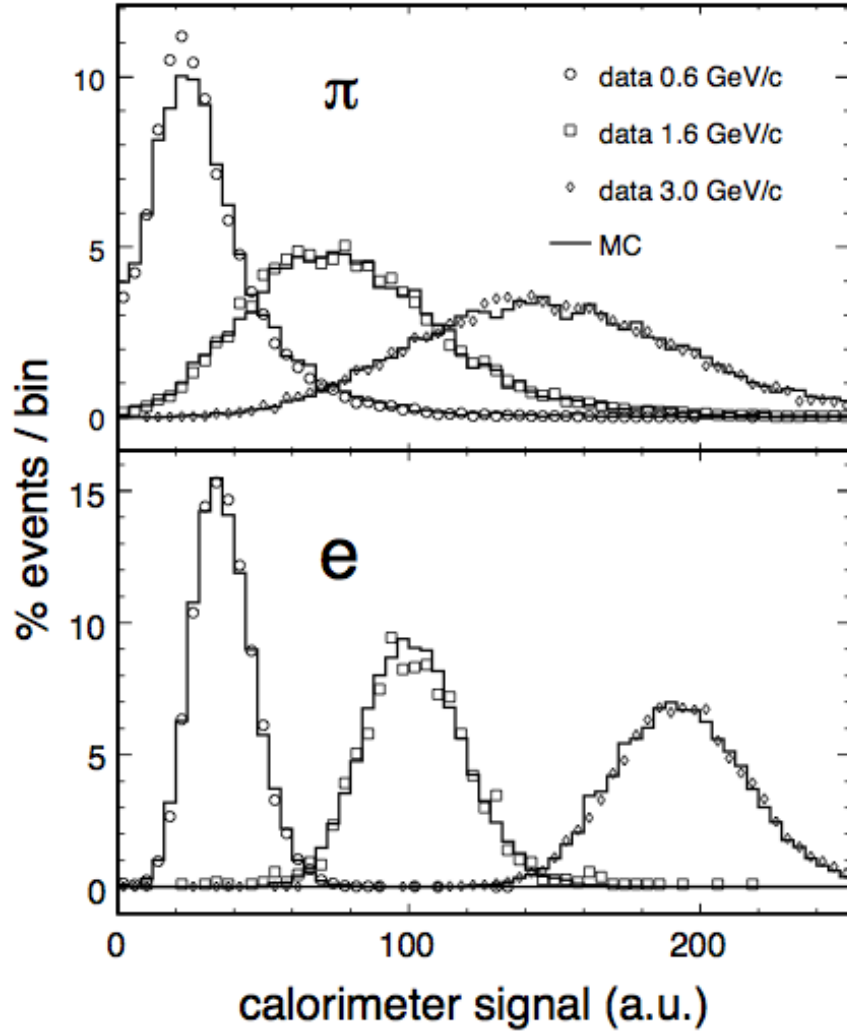 % events / bin
10
5
0
π
data 0.6 GeV/c
data 1.6 GeV/c
data 3.0 GeV/c
MC
15
10
5
0
e
0 100 200
calorimeter signal (a.u.)